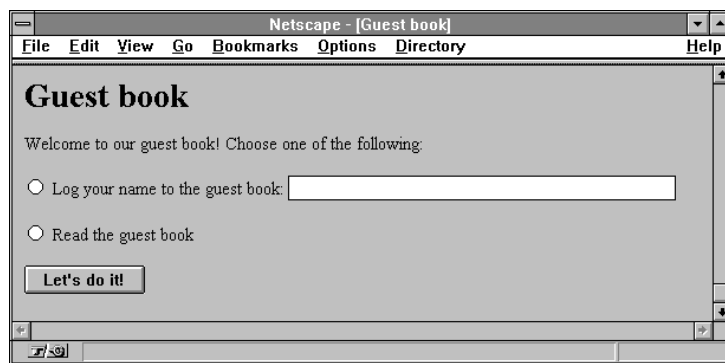 Netscape - [Guest book]
File Edit View Go Bookmarks Options Directory Help
Guest book
Welcome to our guest book! Choose one of the following:
Log your name to the guest book:
Read the guest book
Let's do it!